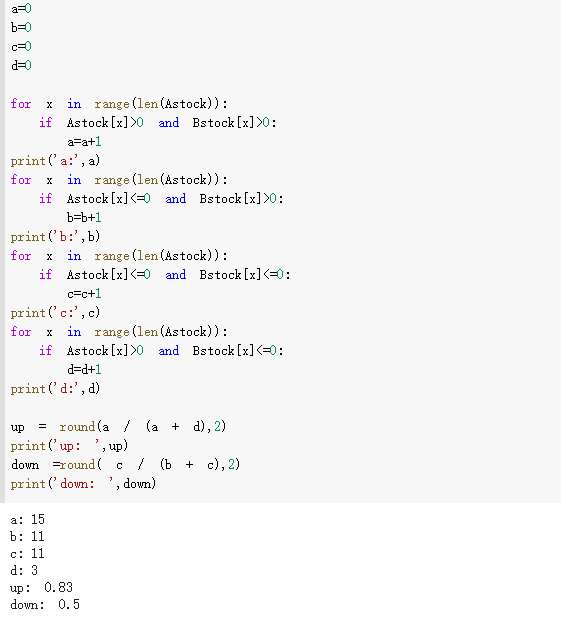 a=0
b=0
c=0
d=0
for x in range(len(Astock)):
    if Astock[x]>0 and Bstock[x]>0:
        a=a+1
print('a:',a)
for x in range(len(Astock)):
    if Astock[x]<=0 and Bstock[x]>0:
        b=b+1
print('b:',b)
for x in range(len(Astock)):
    if Astock[x]<=0 and Bstock[x]<=0:
        c=c+1
print('c:',c)
for x in range(len(Astock)):
    if Astock[x]>0 and Bstock[x]<=0:
        d=d+1
print('d:',d)
up = round(a / (a + d),2)
print('up: ',up)
down =round( c / (b + c),2)
print('down: ',down)
a: 15
b: 11
c: 11
d: 3
up:  0.83
down:  0.5